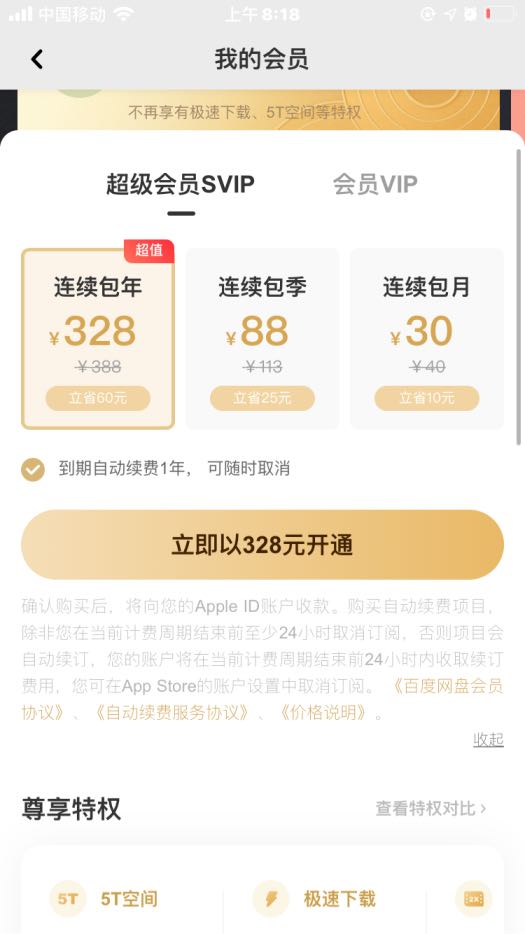 中国移动
上午8:18
我的会员
不再享有极速下载、5T空间等特权
超级会员SVIP
会员VIP
超值
连续包年
¥328
¥388
立省60元
连续包季
¥88
¥113
立省25元
连续包月
¥30
¥40
立省10元
到期自动续费1年，可随时取消
立即以328元开通
确认购买后，将向您的Apple ID账户收款。购买自动续费项目，
除非您在当前计费周期结束前至少24小时取消订阅，否则项目会
自动续订，您的账户将在当前计费周期结束前24小时内收取续订
费用，您可在App Store的账户设置中取消订阅。《百度网盘会员
协议》、《自动续费服务协议》、《价格说明》。
收起
尊享特权
查看特权对比
5T
5T空间
极速下载
2X